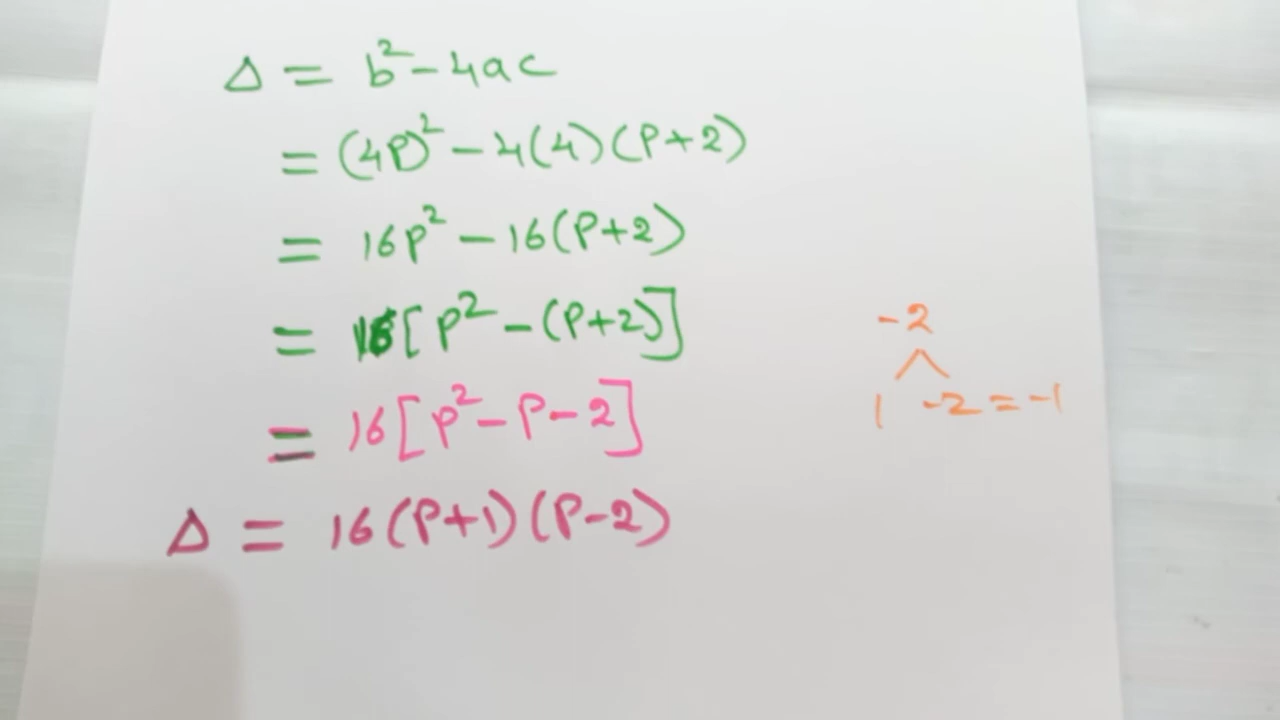 Δ = b² - 4ac
= (4P)² - 4(4)(P+2)
= 16P² - 16(P+2)
= 16[P² - (P+2)]
= 16[P² - P - 2]
Δ = 16(P+1)(P-2)
-2
1 -2 = -1